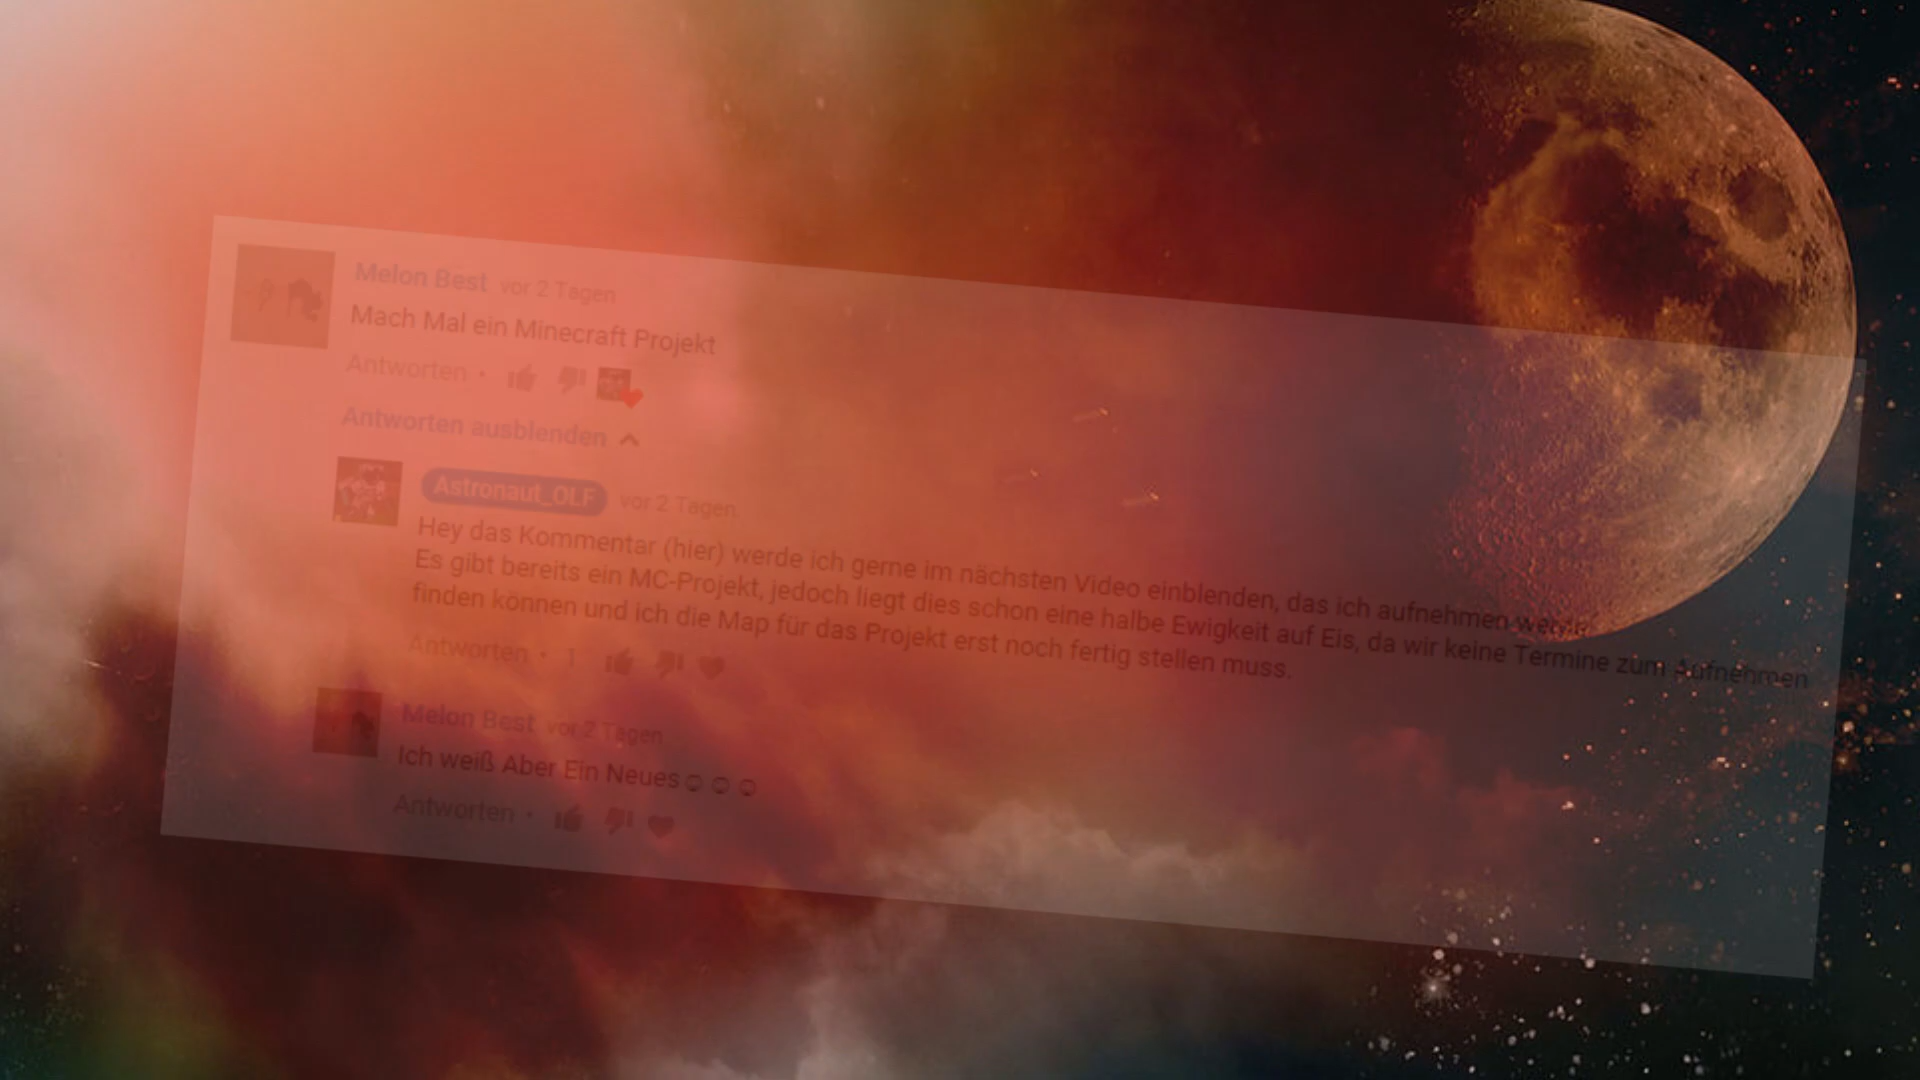 Melon Best vor 2 Tagen
Mach Mal ein Minecraft Projekt
Antworten •
Antworten ausblenden
Astronaut_OLF vor 2 Tagen
Hey das Kommentar (hier) werde ich gerne im nächsten Video einblenden, das ich aufnehmen werde.
Es gibt bereits ein MC-Projekt, jedoch liegt dies schon eine halbe Ewigkeit auf Eis, da wir keine Termine zum Aufnehmen
finden können und ich die Map für das Projekt erst noch fertig stellen muss.
Antworten • 1
Melon Best vor 2 Tagen
Ich weiß Aber Ein Neues☺☺☺
Antworten •